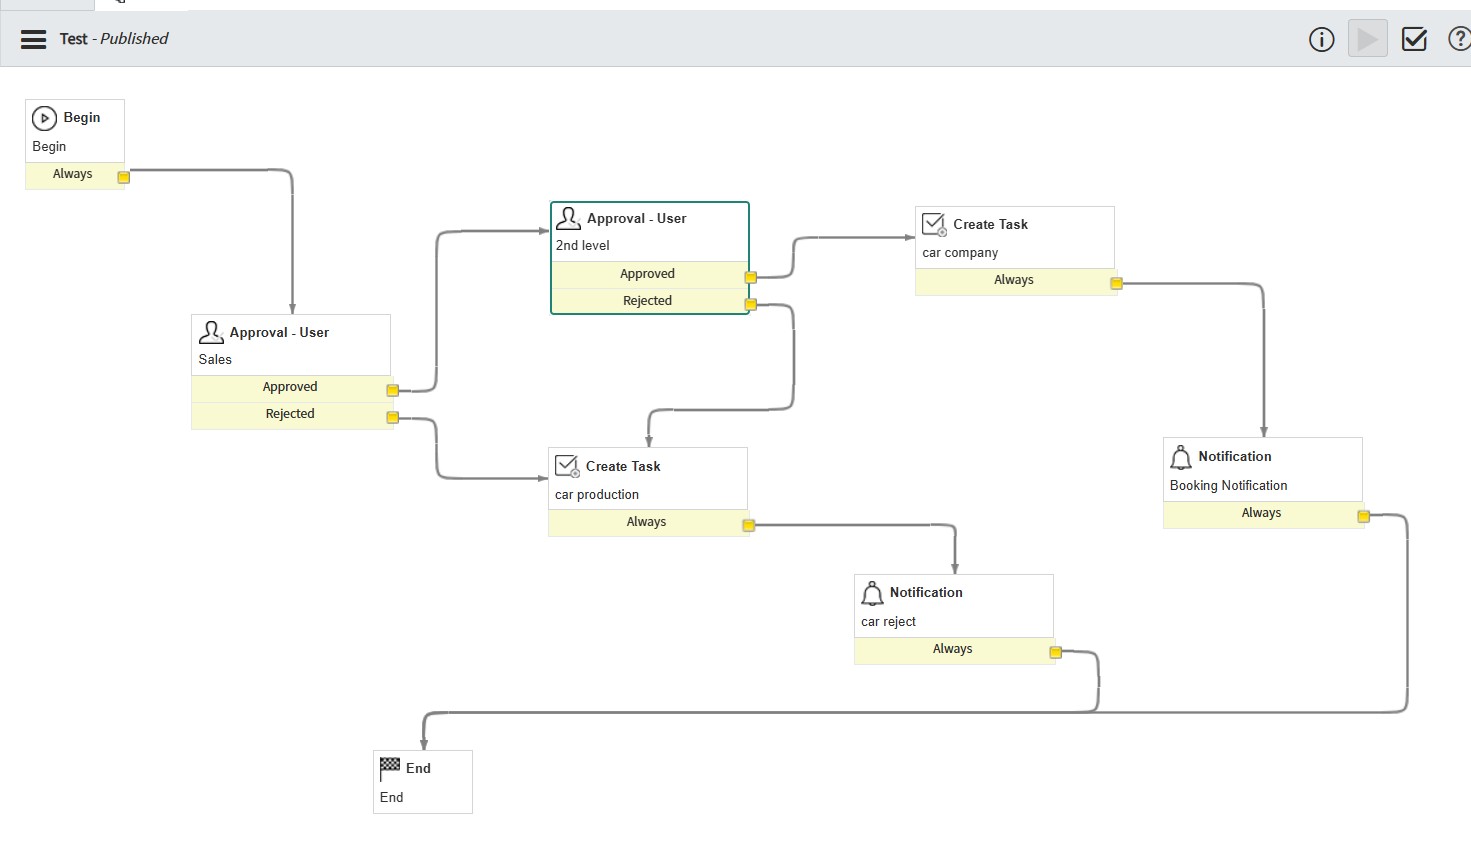 Test - Published
Begin
Begin
Always
Approval - User
Sales
Approved
Rejected
Approval - User
2nd level
Approved
Rejected
Create Task
car company
Always
Create Task
car production
Always
Notification
Booking Notification
Always
Notification
car reject
Always
End
End